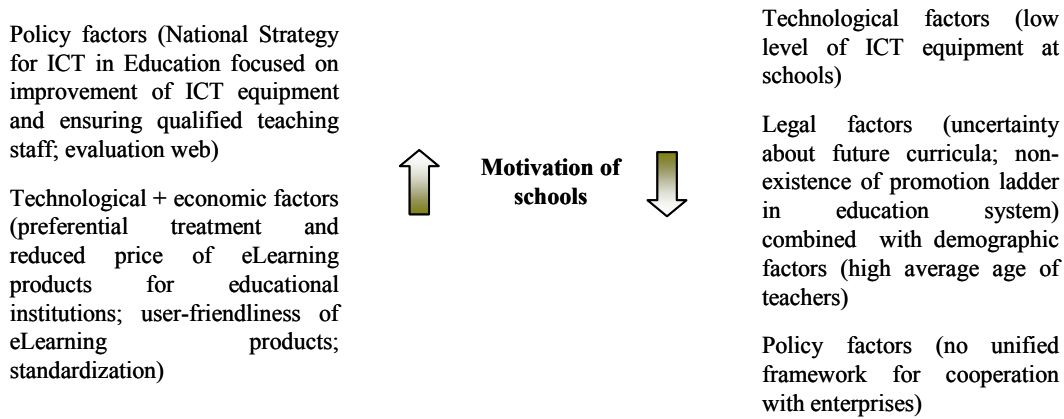 Policy factors (National Strategy
for ICT in Education focused on
improvement of ICT equipment
and ensuring qualified teaching
staff; evaluation web)
Technological + economic factors
(preferential treatment and
reduced price of eLearning
products for educational
institutions; user-friendliness of
eLearning products;
standardization)
Motivation of
schools
Technological factors (low
level of ICT equipment at
schools)
Legal factors (uncertainty
about future curricula; non-
existence of promotion ladder
in education system)
combined with demographic
factors (high average age of
teachers)
Policy factors (no unified
framework for cooperation
with enterprises)